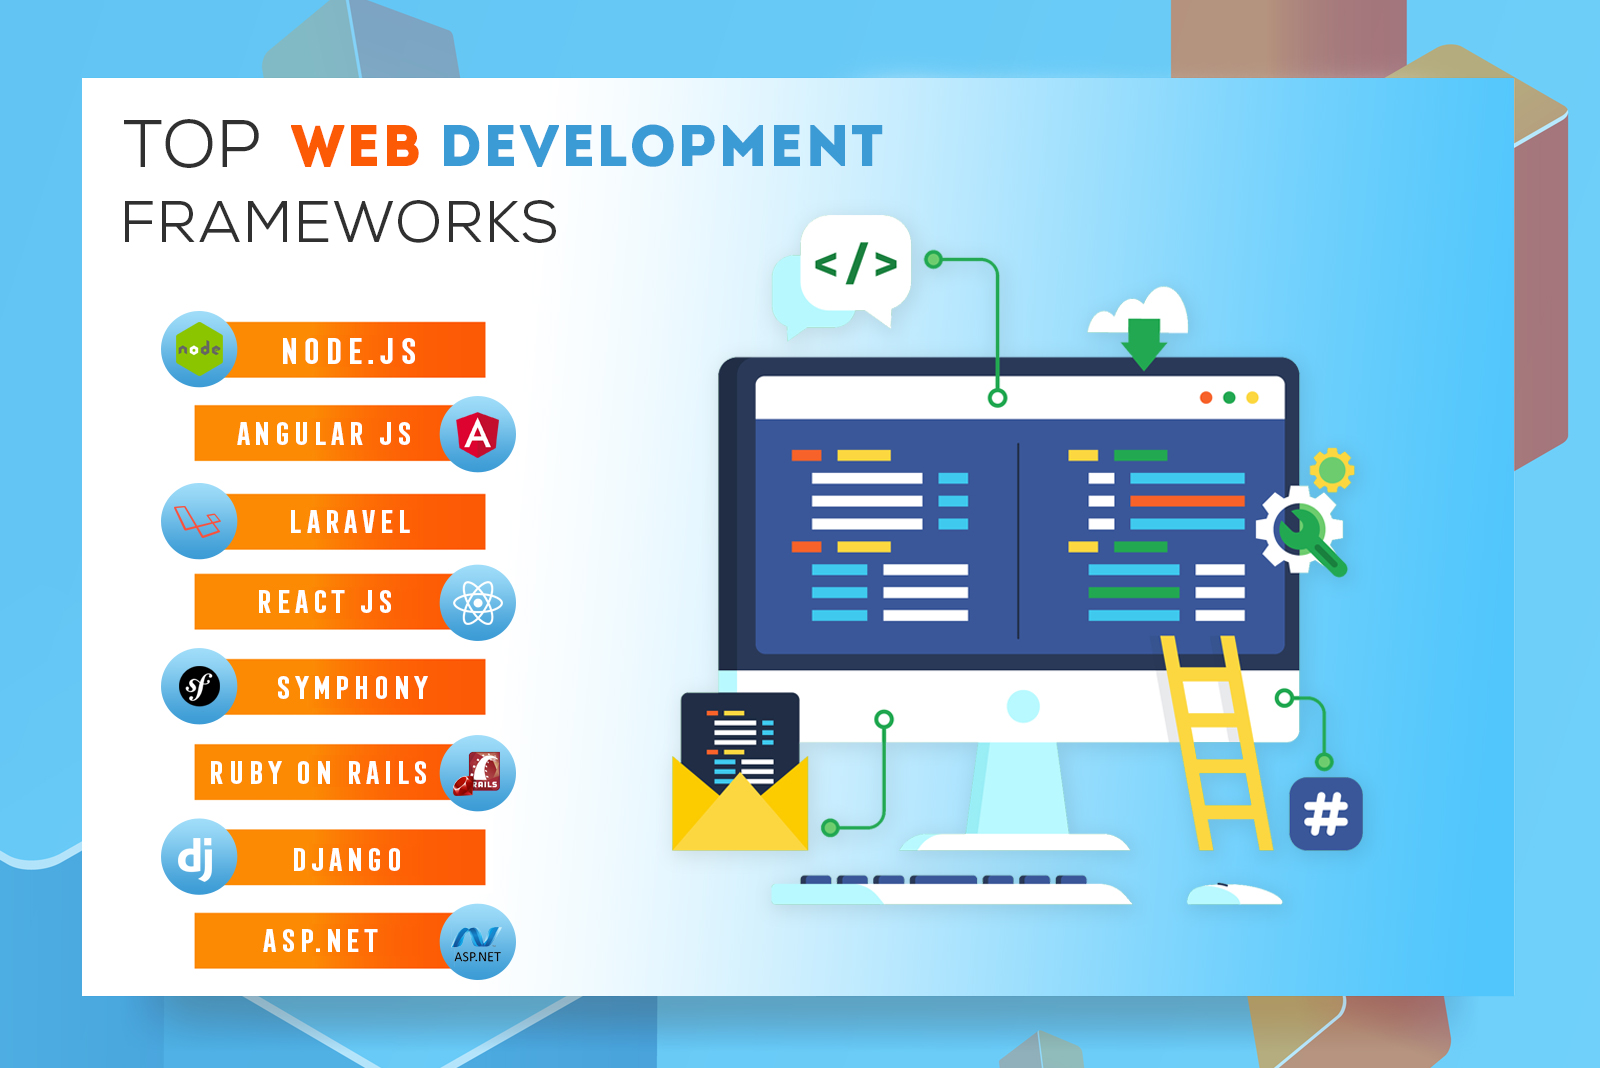 TOP WEB DEVELOPMENT
FRAMEWORKS
</>
node
NODE.JS
ANGULAR JS
A
LARAVEL
REACT JS
sf
SYMPHONY
RUBY ON RAILS
RAILS
dj
DJANGO
#
ASP.NET
ASP.NET